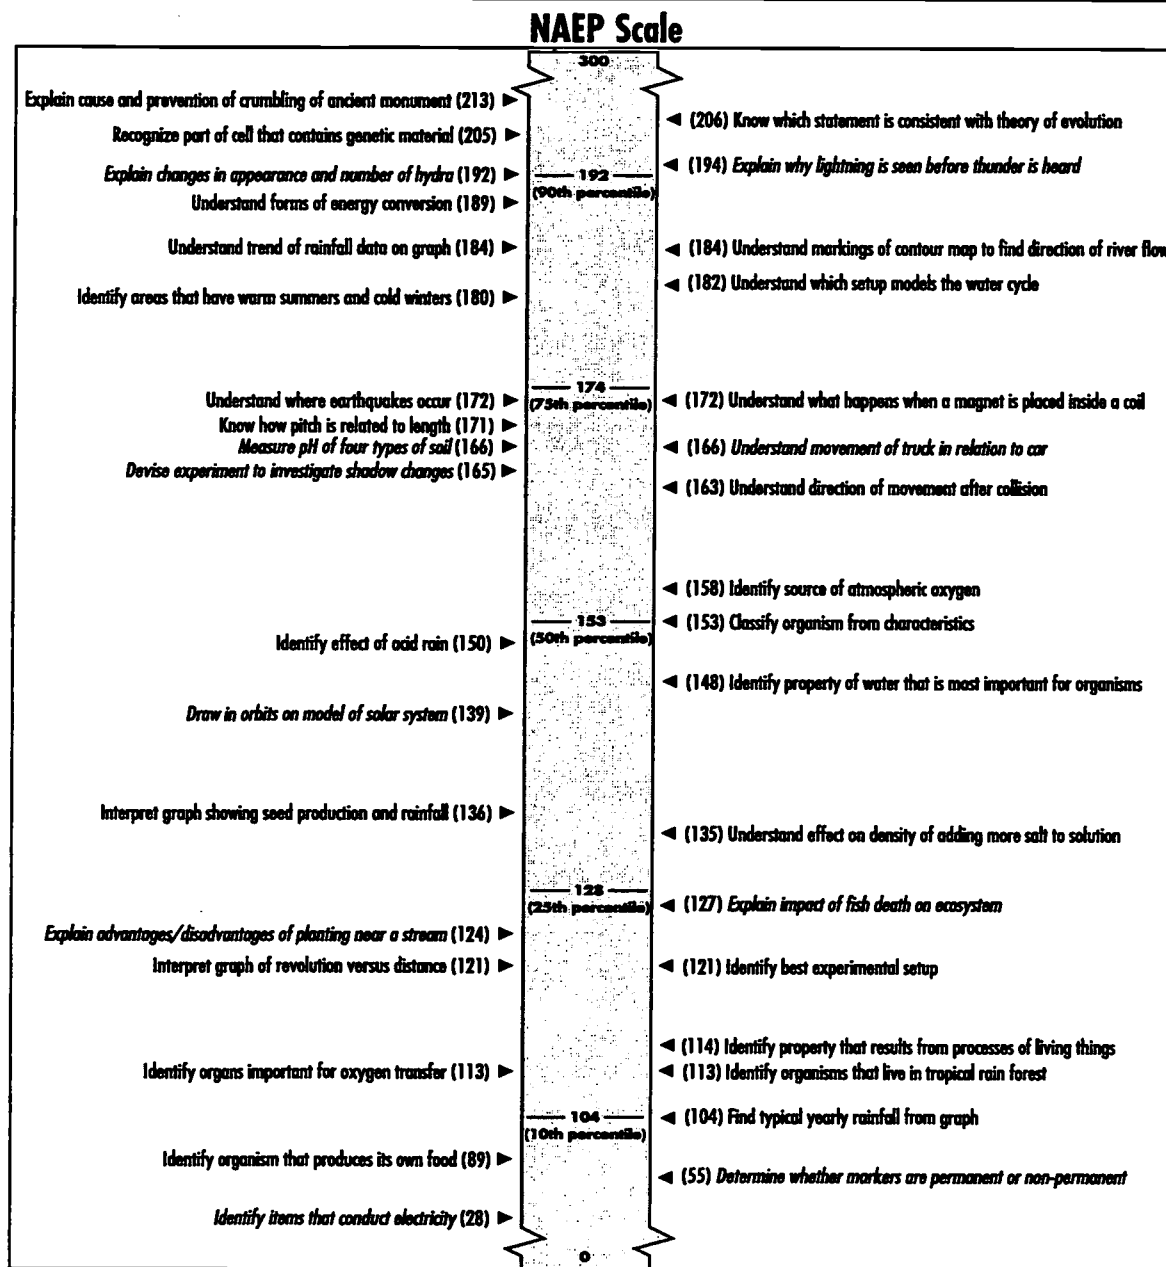 NAEP Scale
300
Explain cause and prevention of crumbling of ancient monument (213) ►
◄ (206) Know which statement is consistent with theory of evolution
Recognize part of cell that contains genetic material (205) ►
◄ (194) Explain why lightning is seen before thunder is heard
Explain changes in appearance and number of hydra (192) ►
192
(90th percentile)
Understand forms of energy conversion (189) ►
Understand trend of rainfall data on graph (184) ►
◄ (184) Understand markings of contour map to find direction of river flow
◄ (182) Understand which setup models the water cycle
Identify areas that have warm summers and cold winters (180) ►
174
(75th percentile)
Understand where earthquakes occur (172) ►
◄ (172) Understand what happens when a magnet is placed inside a coil
Know how pitch is related to length (171) ►
Measure pH of four types of soil (166) ►
◄ (166) Understand movement of truck in relation to car
Devise experiment to investigate shadow changes (165) ►
◄ (163) Understand direction of movement after collision
◄ (158) Identify source of atmospheric oxygen
153
(50th percentile)
◄ (153) Classify organism from characteristics
Identify effect of acid rain (150) ►
◄ (148) Identify property of water that is most important for organisms
Draw in orbits on model of solar system (139) ►
Interpret graph showing seed production and rainfall (136) ►
◄ (135) Understand effect on density of adding more salt to solution
128
(25th percentile)
◄ (127) Explain impact of fish death on ecosystem
Explain advantages/disadvantages of planting near a stream (124) ►
Interpret graph of revolution versus distance (121) ►
◄ (121) Identify best experimental setup
◄ (114) Identify property that results from processes of living things
Identify organs important for oxygen transfer (113) ►
◄ (113) Identify organisms that live in tropical rain forest
104
(10th percentile)
◄ (104) Find typical yearly rainfall from graph
Identify organism that produces its own food (89) ►
◄ (55) Determine whether markers are permanent or non-permanent
Identify items that conduct electricity (28) ►
0